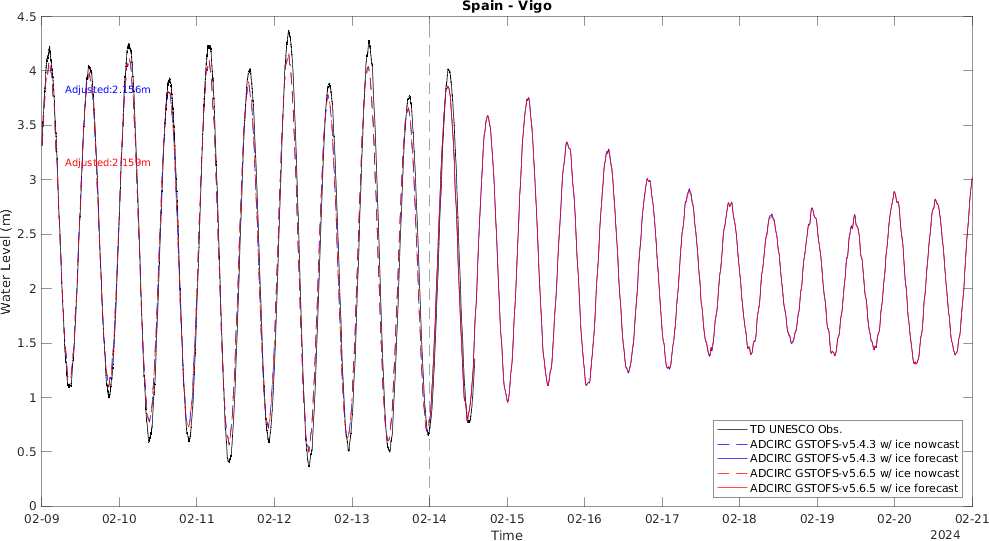 Spain - Vigo
4.5
4
3.5
3
2.5
2
1.5
1
0.5
0
Water Level (m)
Adjusted:2.156m
Adjusted:2.159m
TD UNESCO Obs.
ADCIRC GSTOFS-v5.4.3 w/ ice nowcast
ADCIRC GSTOFS-v5.4.3 w/ ice forecast
ADCIRC GSTOFS-v5.6.5 w/ ice nowcast
ADCIRC GSTOFS-v5.6.5 w/ ice forecast
02-09 02-10 02-11 02-12 02-13 02-14 02-15 02-16 02-17 02-18 02-19 02-20 02-21
Time
2024